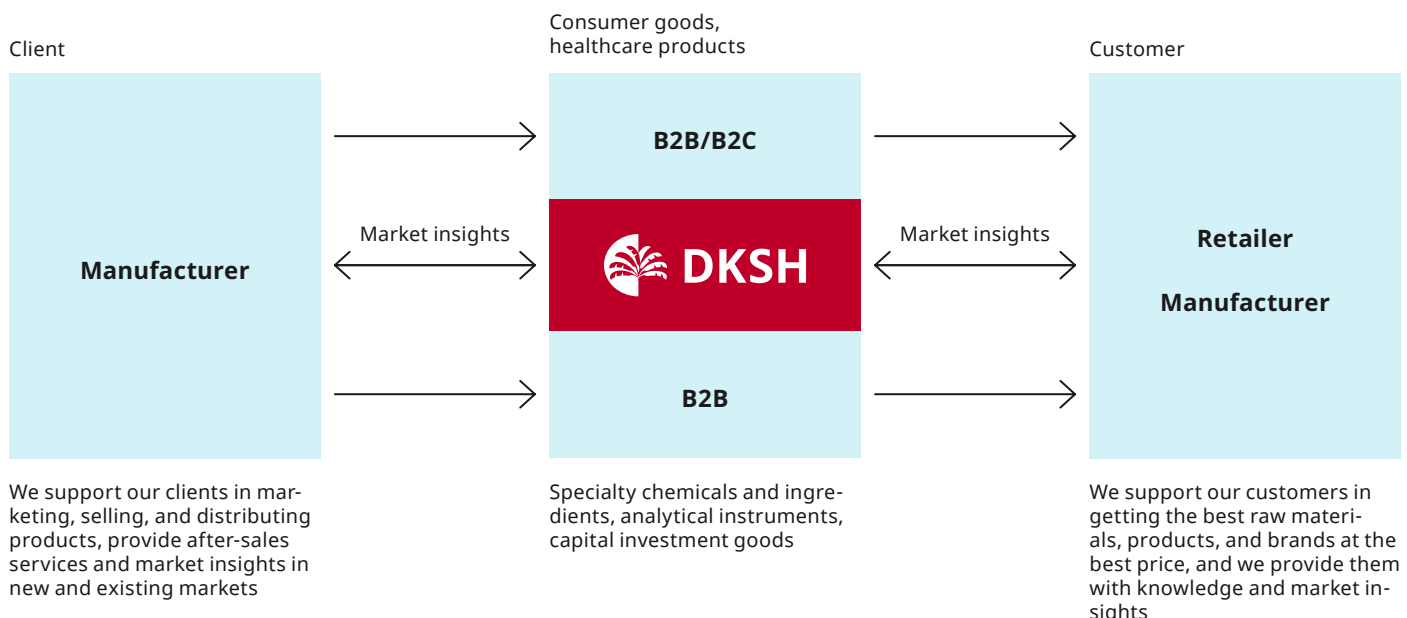 Client
Consumer goods,
healthcare products
Customer
Manufacturer
Market insights
B2B/B2C
DKSH
B2B
Market insights
Retailer
Manufacturer
We support our clients in mar-
keting, selling, and distributing
products, provide after-sales
services and market insights in
new and existing markets
Specialty chemicals and ingre-
dients, analytical instruments,
capital investment goods
We support our customers in
getting the best raw materi-
als, products, and brands at the
best price, and we provide them
with knowledge and market in-
sights